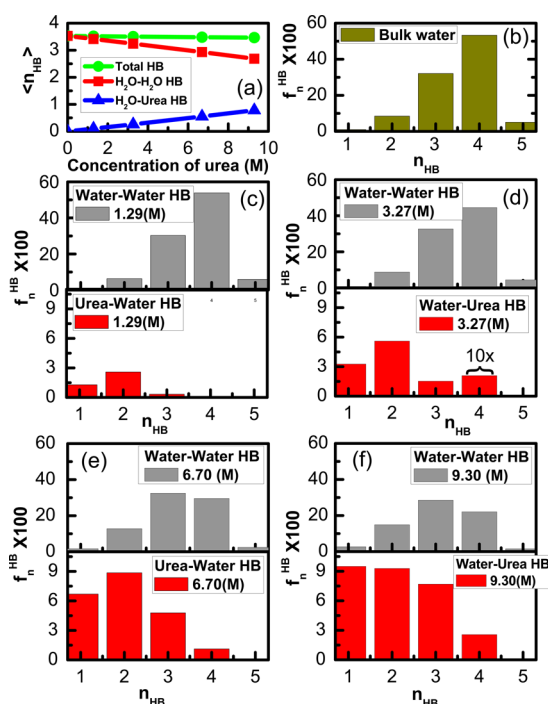 4
3
2
1
0
<n_HB>
Total HB
H₂O-H₂O HB
H₂O-Urea HB
(a)
0 2 4 6 8 10
Concentration of urea (M)
60
40
20
0
f_n^HB X100
Bulk water
(b)
1 2 3 4 5
n_HB
60
40
20
0
9
6
3
0
f_n^HB X100
Water-Water HB
1.29(M)
(c)
4 5
Urea-Water HB
1.29(M)
1 2 3 4 5
n_HB
60
40
20
0
9
6
3
0
f_n^HB X100
Water-Water HB
3.27(M)
(d)
Water-Urea HB
3.27(M)
10x
1 2 3 4 5
n_HB
60
40
20
0
9
6
3
0
f_n^HB X100
(e)
Water-Water HB
6.70 (M)
Urea-Water HB
6.70(M)
1 2 3 4 5
n_HB
60
40
20
0
9
6
3
0
f_n^HB X100
(f)
Water-Water HB
9.30 (M)
Water-Urea HB
9.30(M)
1 2 3 4 5
n_HB